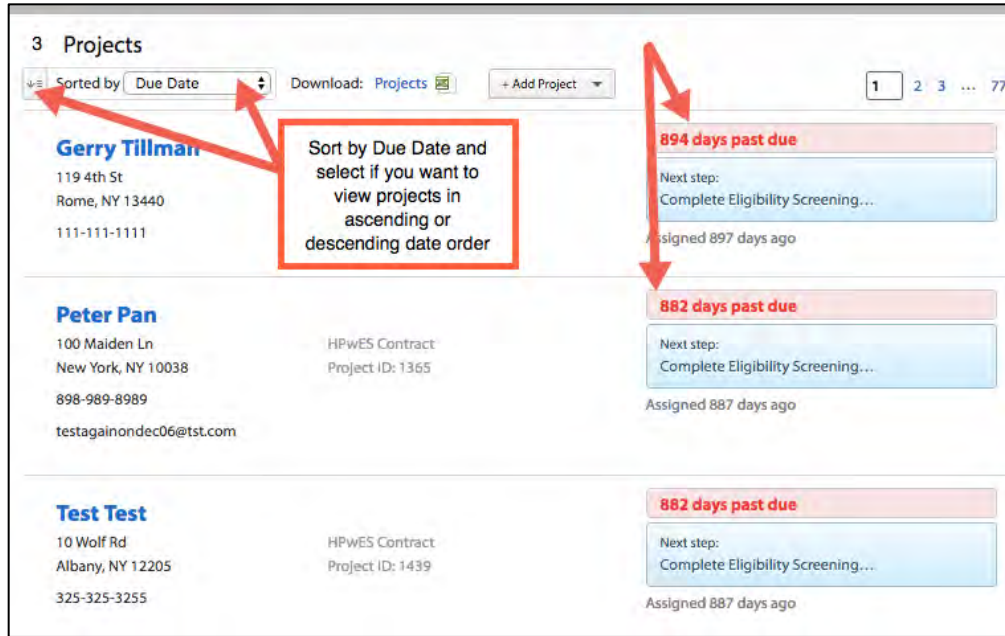 3 Projects
Sorted by Due Date Download: Projects + Add Project 1 2 3 ... 77
Gerry Tillman
119 4th St
Rome, NY 13440
111-111-1111
Sort by Due Date and
select if you want to
view projects in
ascending or
descending date order
894 days past due
Next step:
Complete Eligibility Screening...
Assigned 897 days ago
Peter Pan
100 Maiden Ln
New York, NY 10038
898-989-8989
testagainondec06@tst.com
HPwES Contract
Project ID: 1365
882 days past due
Next step:
Complete Eligibility Screening...
Assigned 887 days ago
Test Test
10 Wolf Rd
Albany, NY 12205
325-325-3255
HPwES Contract
Project ID: 1439
882 days past due
Next step:
Complete Eligibility Screening...
Assigned 887 days ago